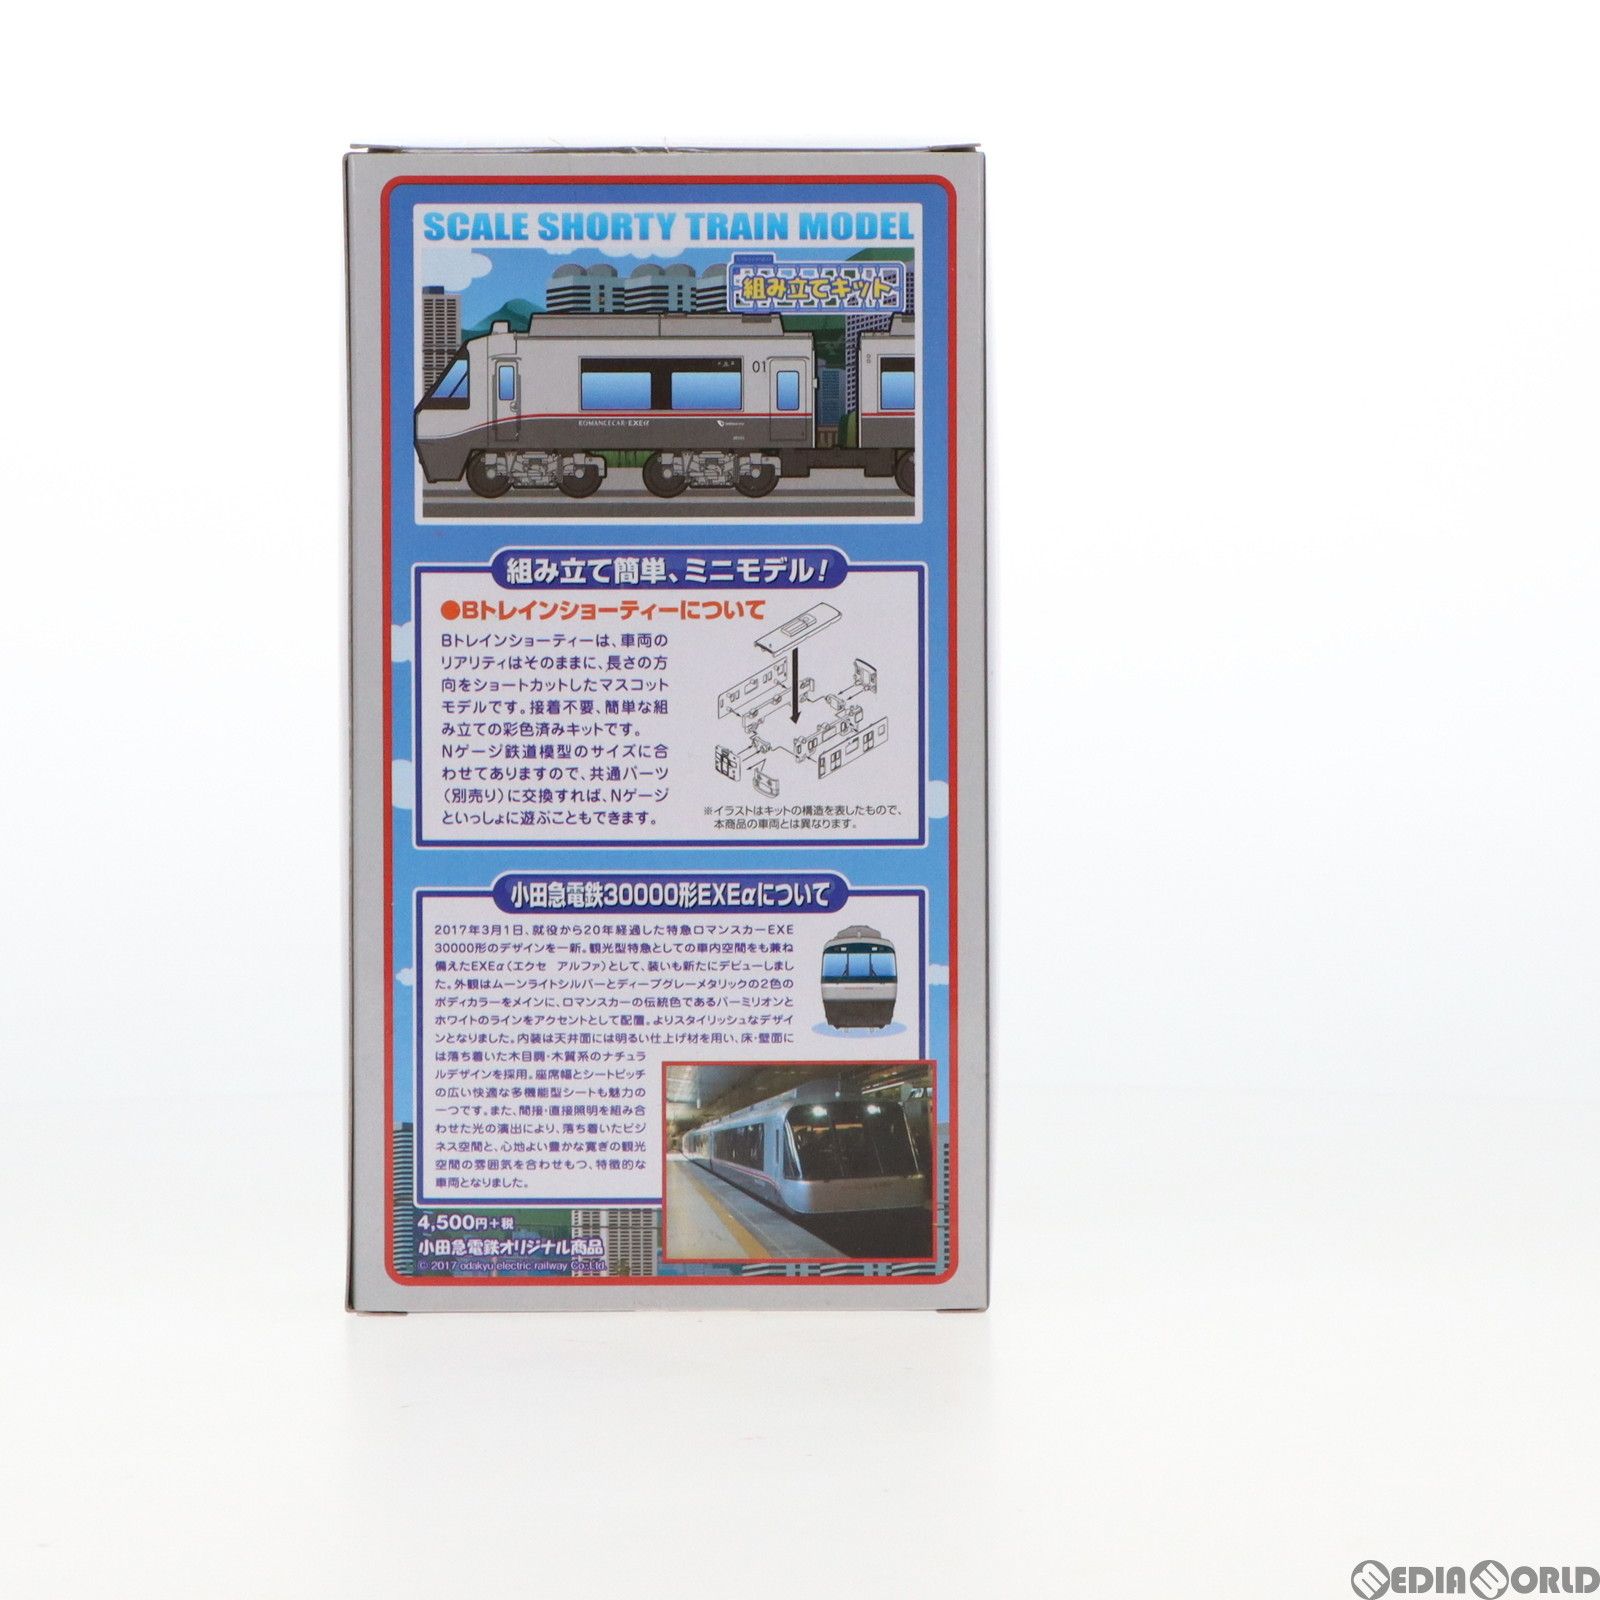 SCALE SHORTY TRAIN MODEL
組み立てキット
01
ROMANCECAR·EXEα
組み立て簡単、ミニモデル!
●Bトレインショーティーについて
Bトレインショーティーは、車両の
リアリティはそのままに、長さの方
向をショートカットしたマスコット
モデルです。接着不要、簡単な組
み立ての彩色済みキットです。
Nゲージ鉄道模型のサイズに合
わせてありますので、共通パーツ
(別売り)に交換すれば、Nゲージ
といっしょに遊ぶこともできます。
※イラストはキットの構造を表したもので、
本商品の車両とは異なります。
小田急電鉄30000形EXEαについて
2017年3月1日、就役から20年経過した特急ロマンスカーEXE
30000形のデザインを一新。観光型特急としての車内空間をも兼ね
備えたEXEα(エクセ アルファ)として、装いも新たにデビューしまし
た。外観はムーンライトシルバーとディープグレーメタリックの2色の
ボディカラーをメインに、ロマンスカーの伝統色であるバーミリオンと
ホワイトのラインをアクセントとして配置。よりスタイリッシュなデザイ
ンとなりました。内装は天井面には明るい仕上げ材を用い、床・壁面に
は落ち着いた木目調・木質系のナチュラ
ルデザインを採用。座席幅とシートピッチ
の広い快適な多機能型シートも魅力の
一つです。また、間接・直接照明を組み合
わせた光の演出により、落ち着いたビジ
ネス空間と、心地よい豊かな寛ぎの観光
空間の雰囲気を合わせもつ、特徴的な
車両となりました。
4,500円+税
小田急電鉄オリジナル商品
© 2017 odakyu electric railway Co.,Ltd.
MEDIAWORLD